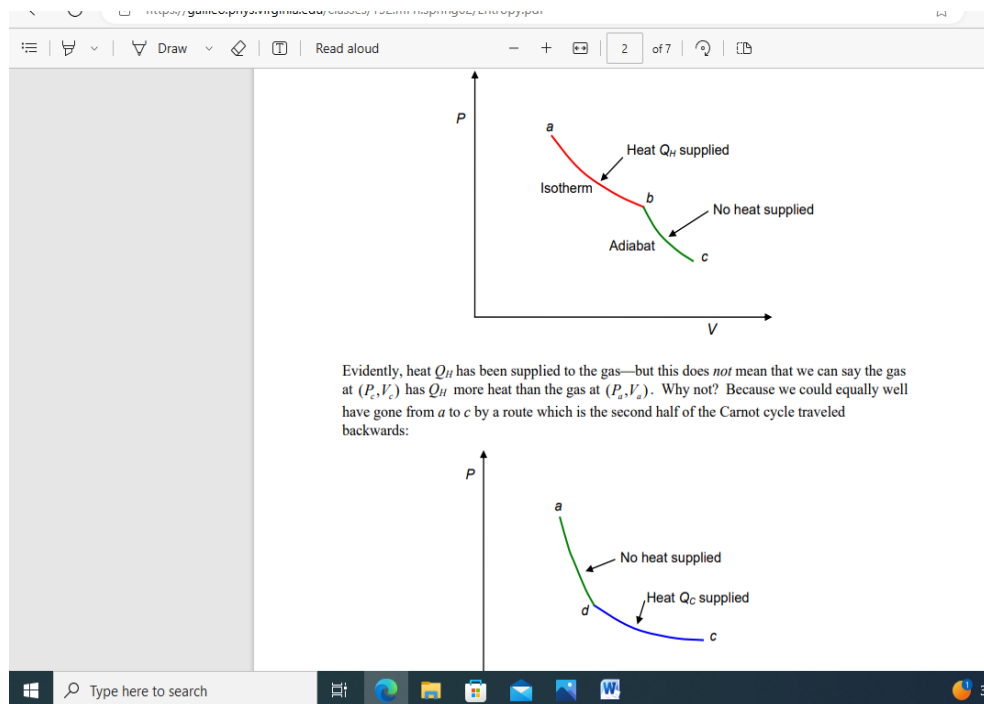 Draw
Read aloud
2 of 7
P
a
Heat QH supplied
Isotherm
b
No heat supplied
Adiabat
c
V
Evidently, heat QH has been supplied to the gas—but this does not mean that we can say the gas
at (Pc,Vc) has QH more heat than the gas at (Pa,Va). Why not? Because we could equally well
have gone from a to c by a route which is the second half of the Carnot cycle traveled
backwards:
P
a
No heat supplied
Heat QC supplied
d
c
Type here to search
W
1